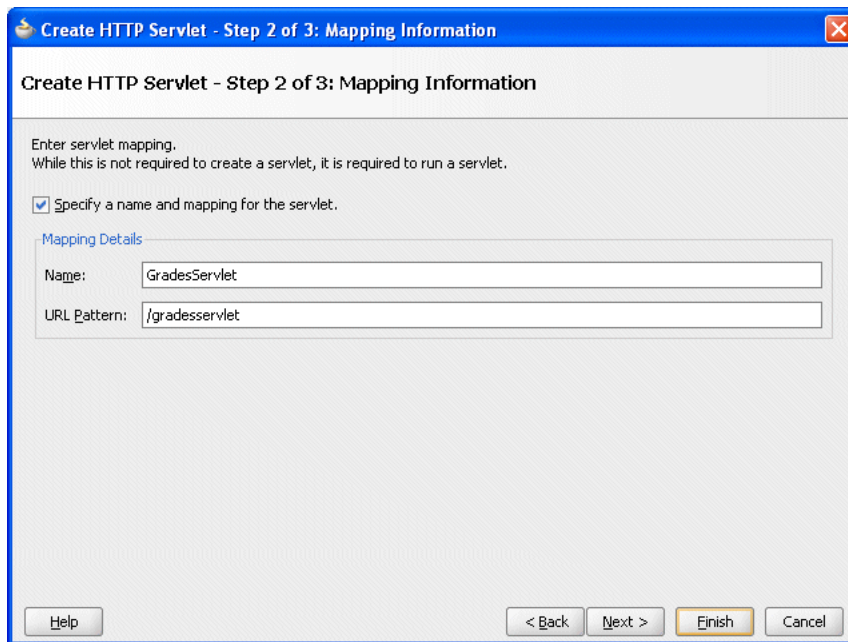 Create HTTP Servlet - Step 2 of 3: Mapping Information
Create HTTP Servlet - Step 2 of 3: Mapping Information
Enter servlet mapping.
While this is not required to create a servlet, it is required to run a servlet.
Specify a name and mapping for the servlet.
Mapping Details
Name: GradesServlet
URL Pattern: /gradesservlet
Help < Back Next > Finish Cancel